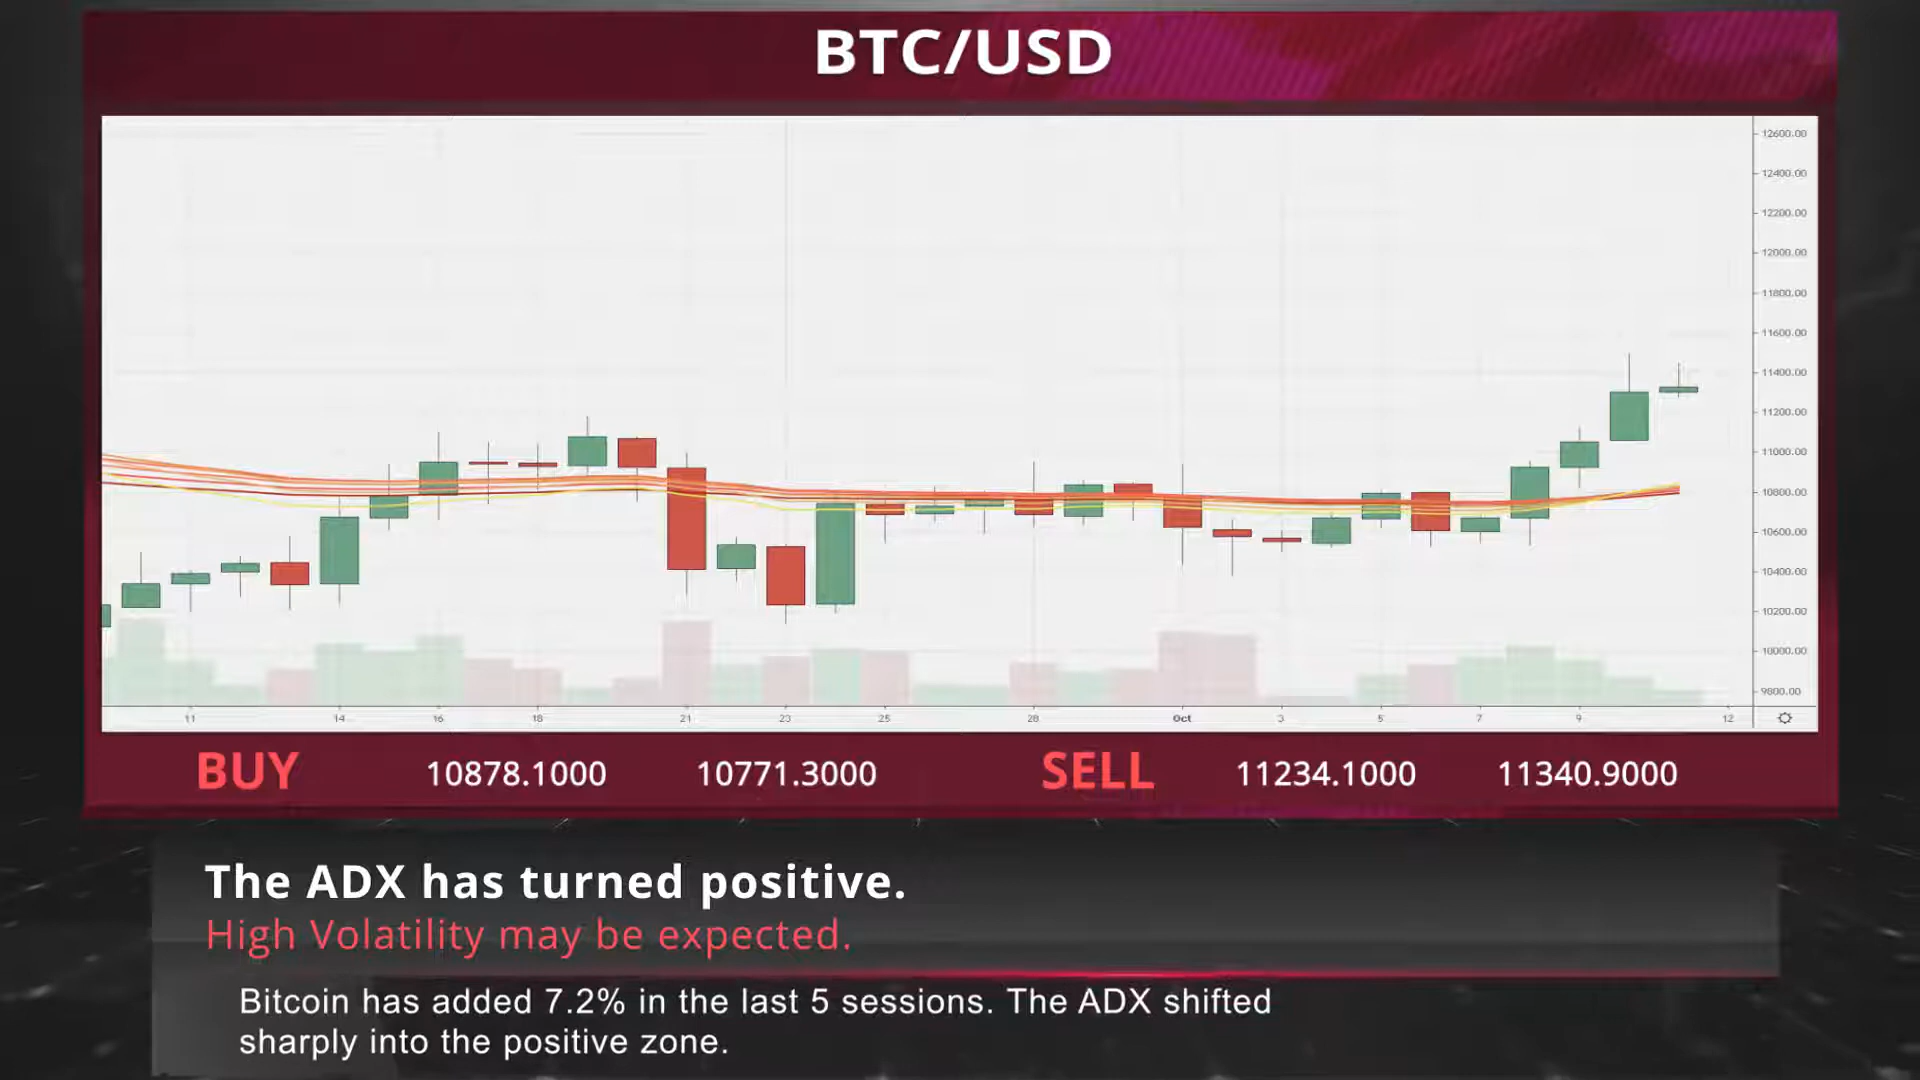 BTC/USD
12600.00
12400.00
12200.00
12000.00
11800.00
11600.00
11400.00
11200.00
11000.00
10800.00
10600.00
10400.00
10200.00
10000.00
9800.00
11 14 16 18 21 23 25 28 Oct 3 5 7 9 12
BUY 10878.1000 10771.3000 SELL 11234.1000 11340.9000
The ADX has turned positive.
High Volatility may be expected.
Bitcoin has added 7.2% in the last 5 sessions. The ADX shifted
sharply into the positive zone.